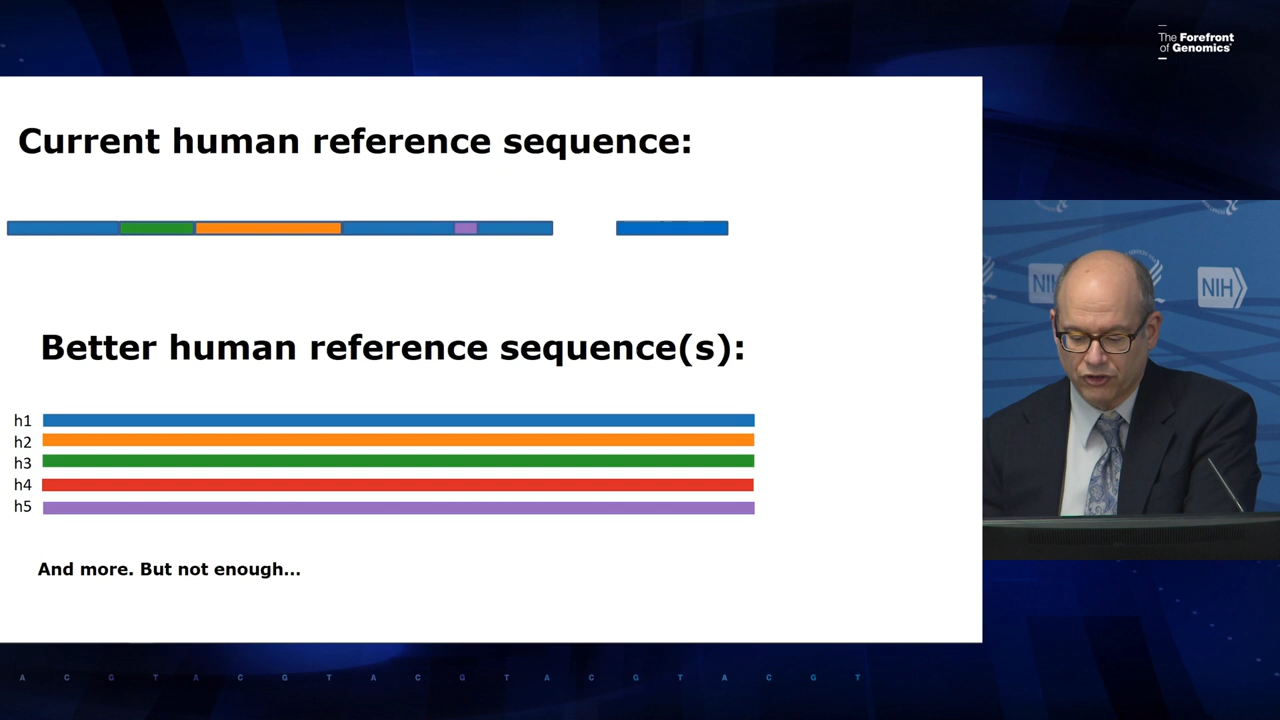 The Forefront
of Genomics®
Current human reference sequence:
NIH
NIH
Better human reference sequence(s):
h1
h2
h3
h4
h5
And more. But not enough...
A C G T A C G T A C G T A C G T A C G T